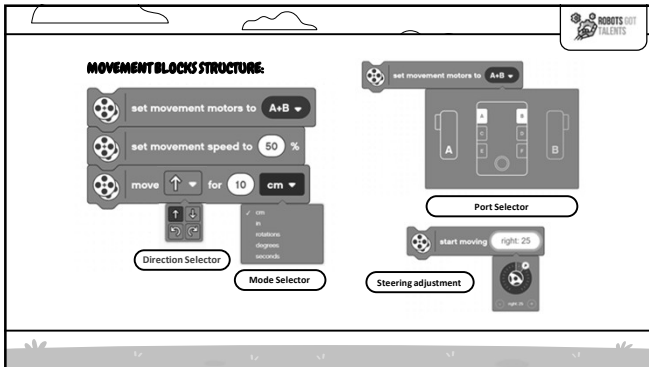 ROBOTS GOT
TALENTS
MOVEMENT BLOCKS STRUCTURE:
set movement motors to A+B
set movement speed to 50 %
move for 10 cm
✓ cm
in
rotations
degrees
seconds
Direction Selector
Mode Selector
set movement motors to A+B
A B
C D
E F
A
B
Port Selector
start moving right: 25
right: 25
Steering adjustment